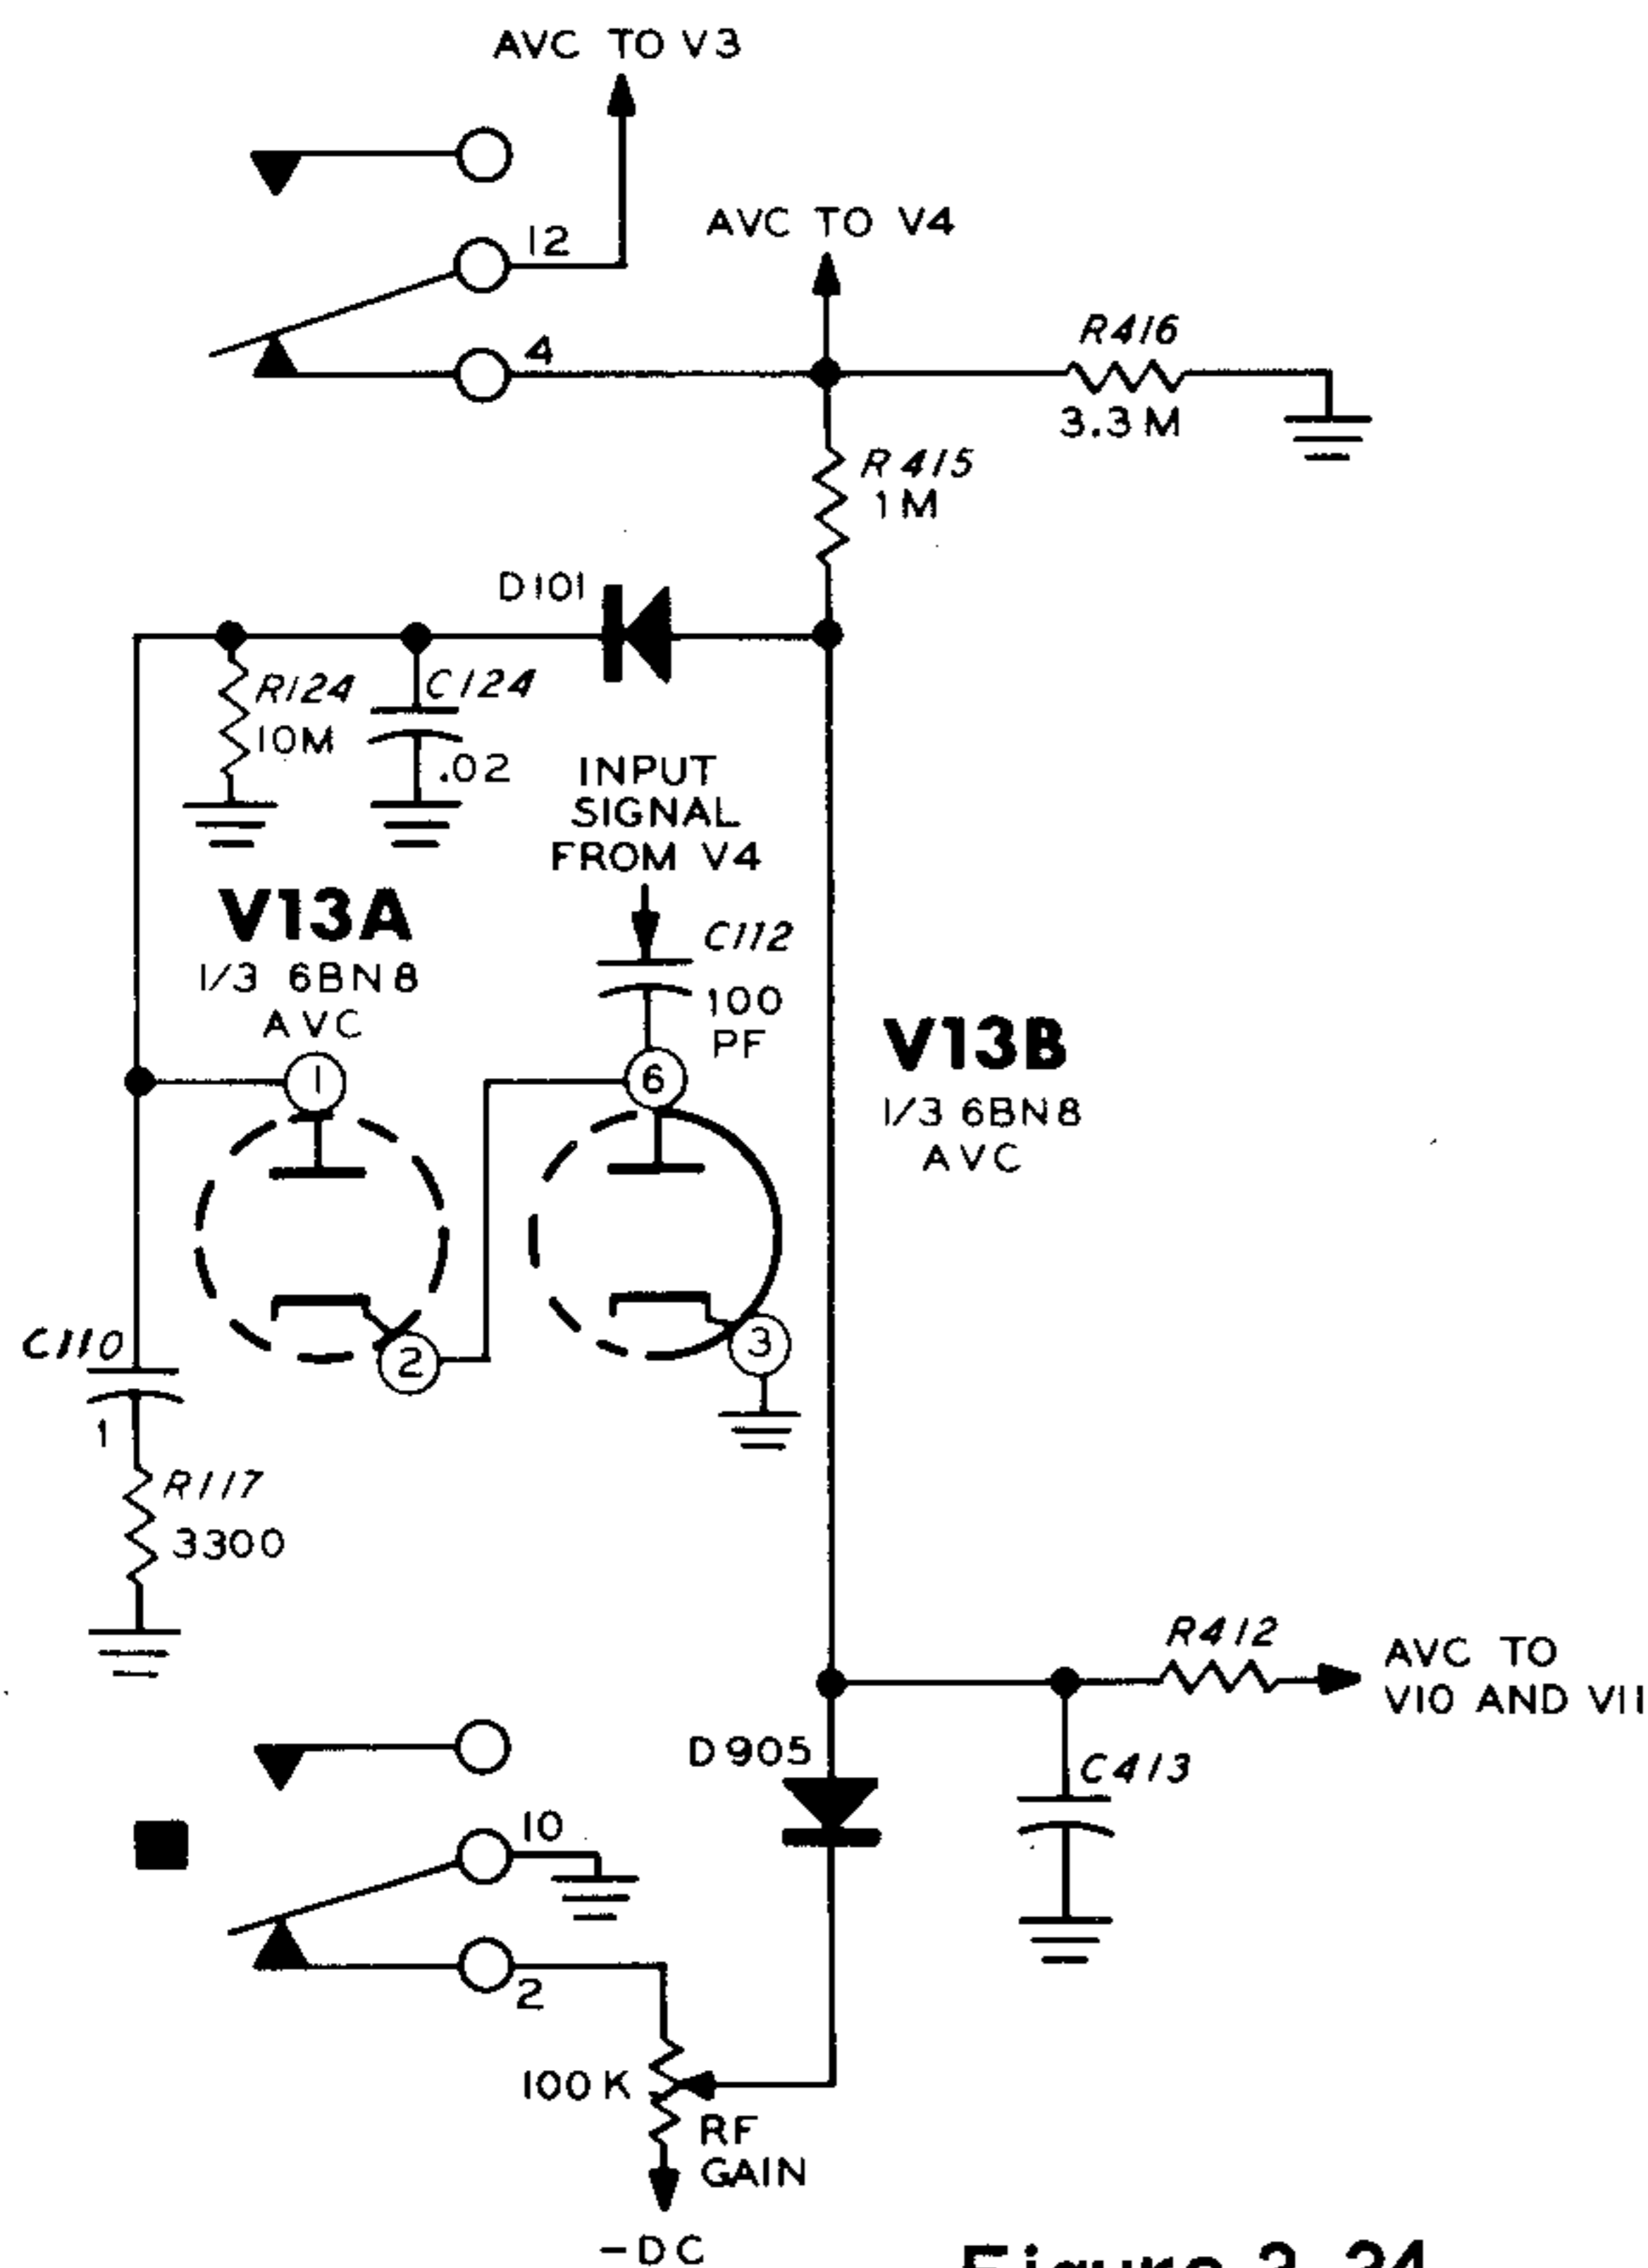 AVC TO V3
12
AVC TO V4
4
R416
3.3M
R415
1M
D101
R124
10M
C124
.02
INPUT
SIGNAL
FROM V4
V13A
1/3 6BN8
AVC
C112
100
PF
V13B
1/3 6BN8
AVC
1
6
2
3
C110
1
R117
3300
R412
AVC TO
V10 AND V11
D905
C413
10
2
100K
RF
GAIN
-DC
Figure 3-24